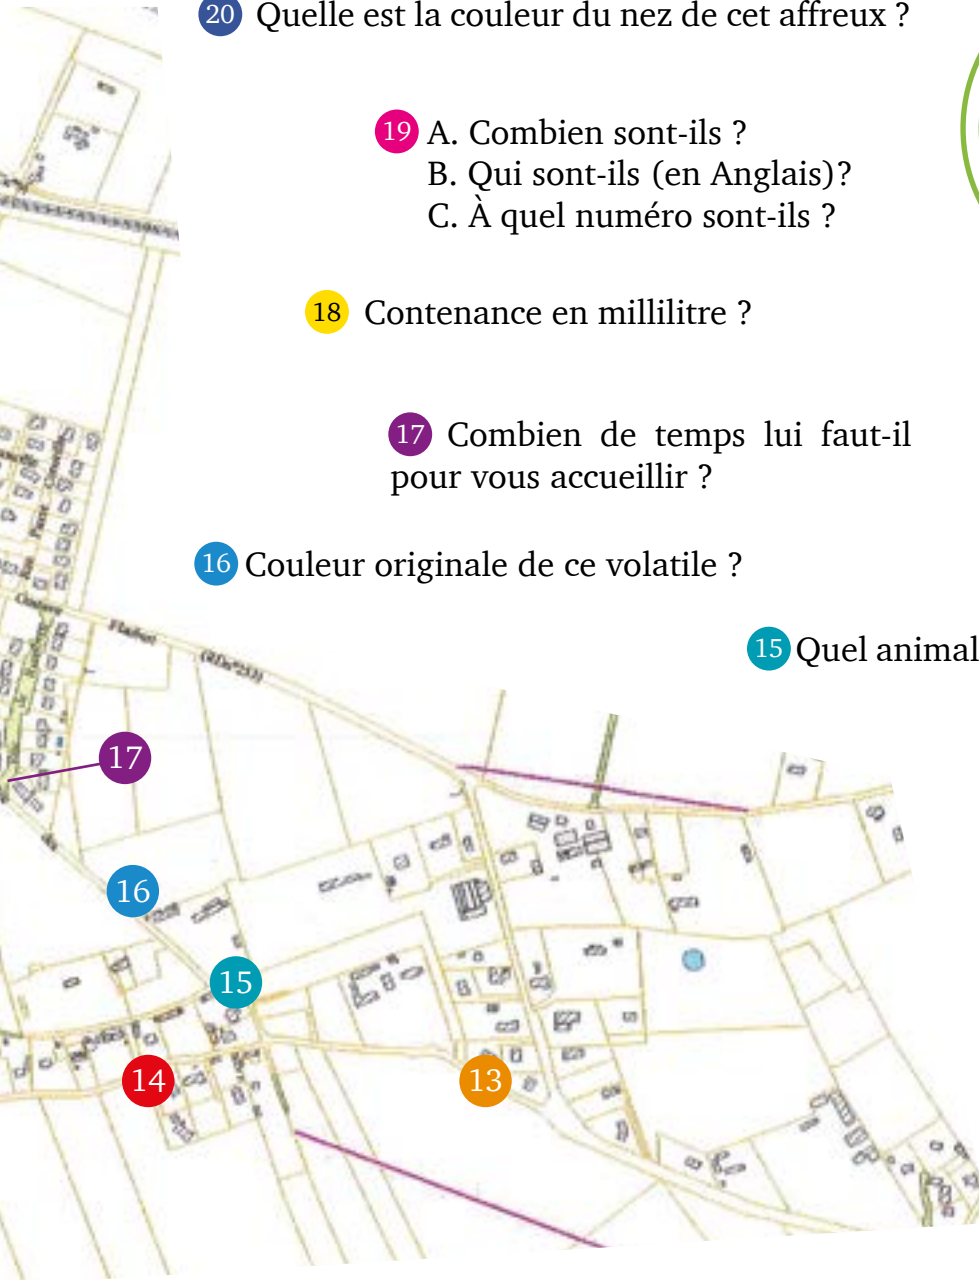 20 Quelle est la couleur du nez de cet affreux ?
19 A. Combien sont-ils ?
B. Qui sont-ils (en Anglais)?
C. À quel numéro sont-ils ?
18 Contenance en millilitre ?
17 Combien de temps lui faut-il
pour vous accueillir ?
16 Couleur originale de ce volatile ?
15 Quel animal
Flaubert
17
16
15
14
13